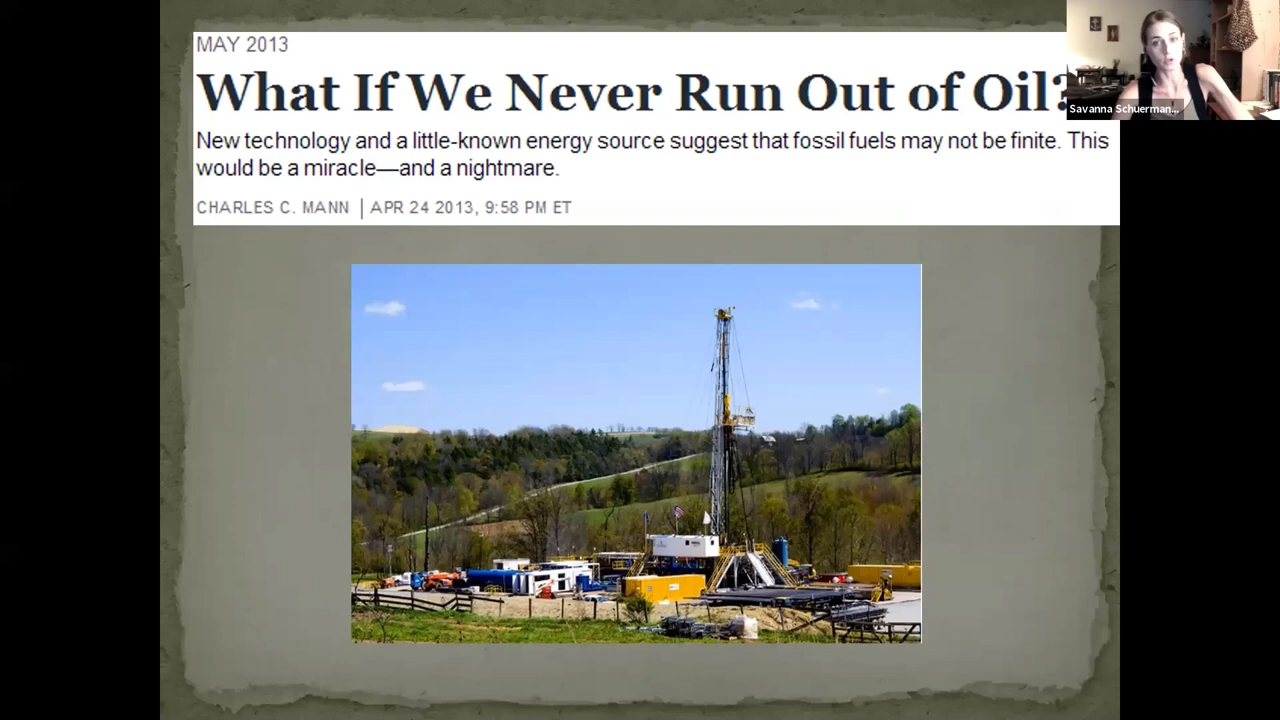 MAY 2013
What If We Never Run Out of Oil?
Savanna Schuerman...
New technology and a little-known energy source suggest that fossil fuels may not be finite. This
would be a miracle—and a nightmare.
CHARLES C. MANN | APR 24 2013, 9:58 PM ET